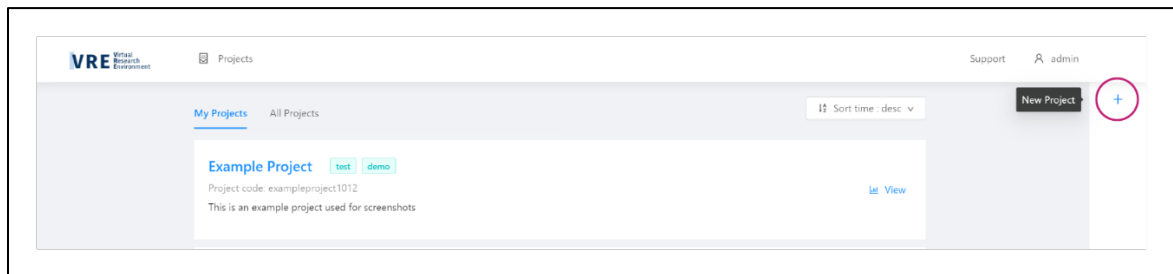 VRE Virtual
Research
Environment
Projects
Support
admin
New Project
+
My Projects
All Projects
Sort time : desc
Example Project
test
demo
Project code: exampleproject1012
View
This is an example project used for screenshots